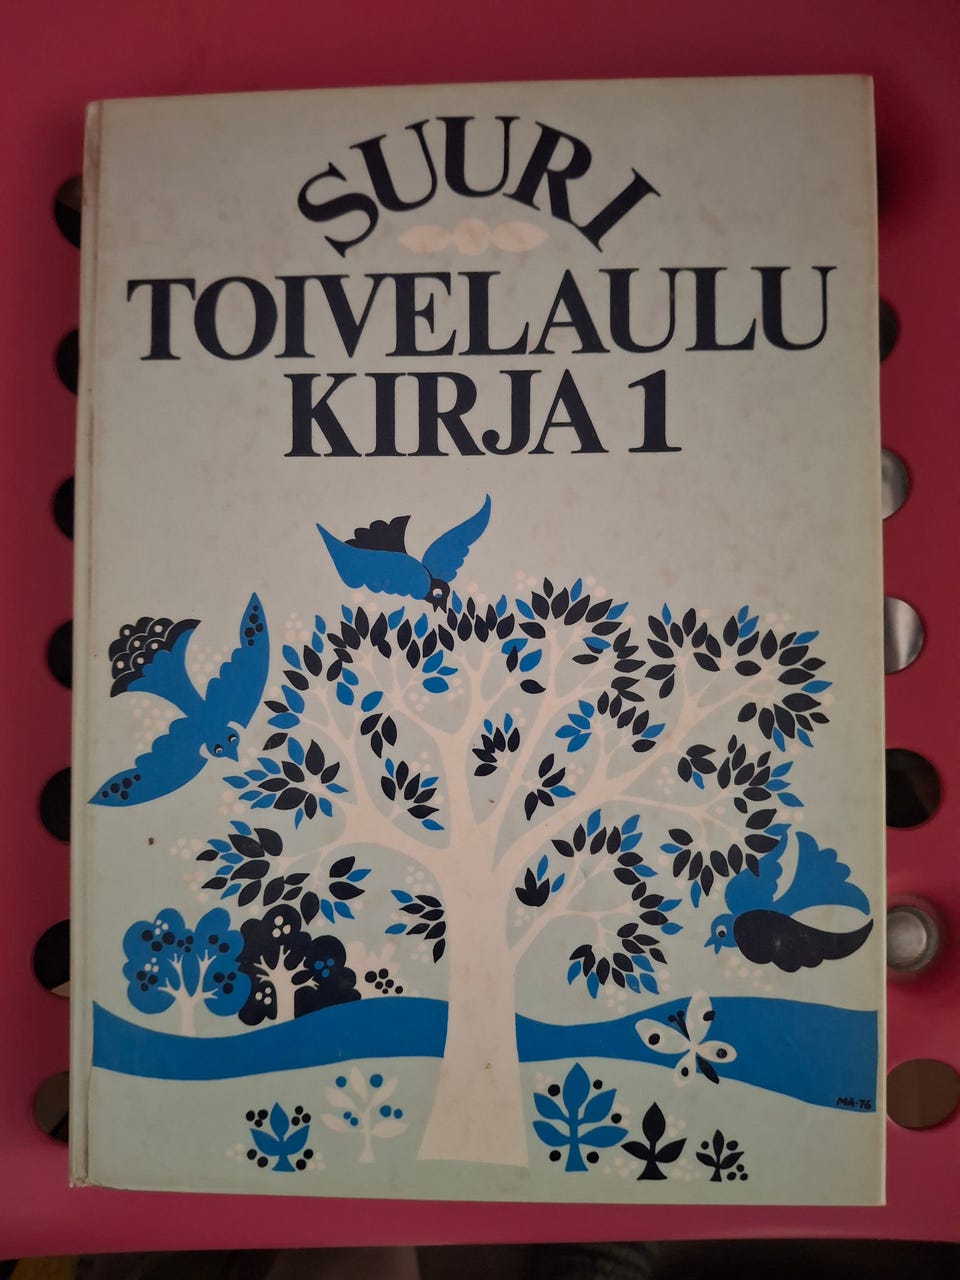 SUURI
TOIVELAULU
KIRJA 1
MA·76